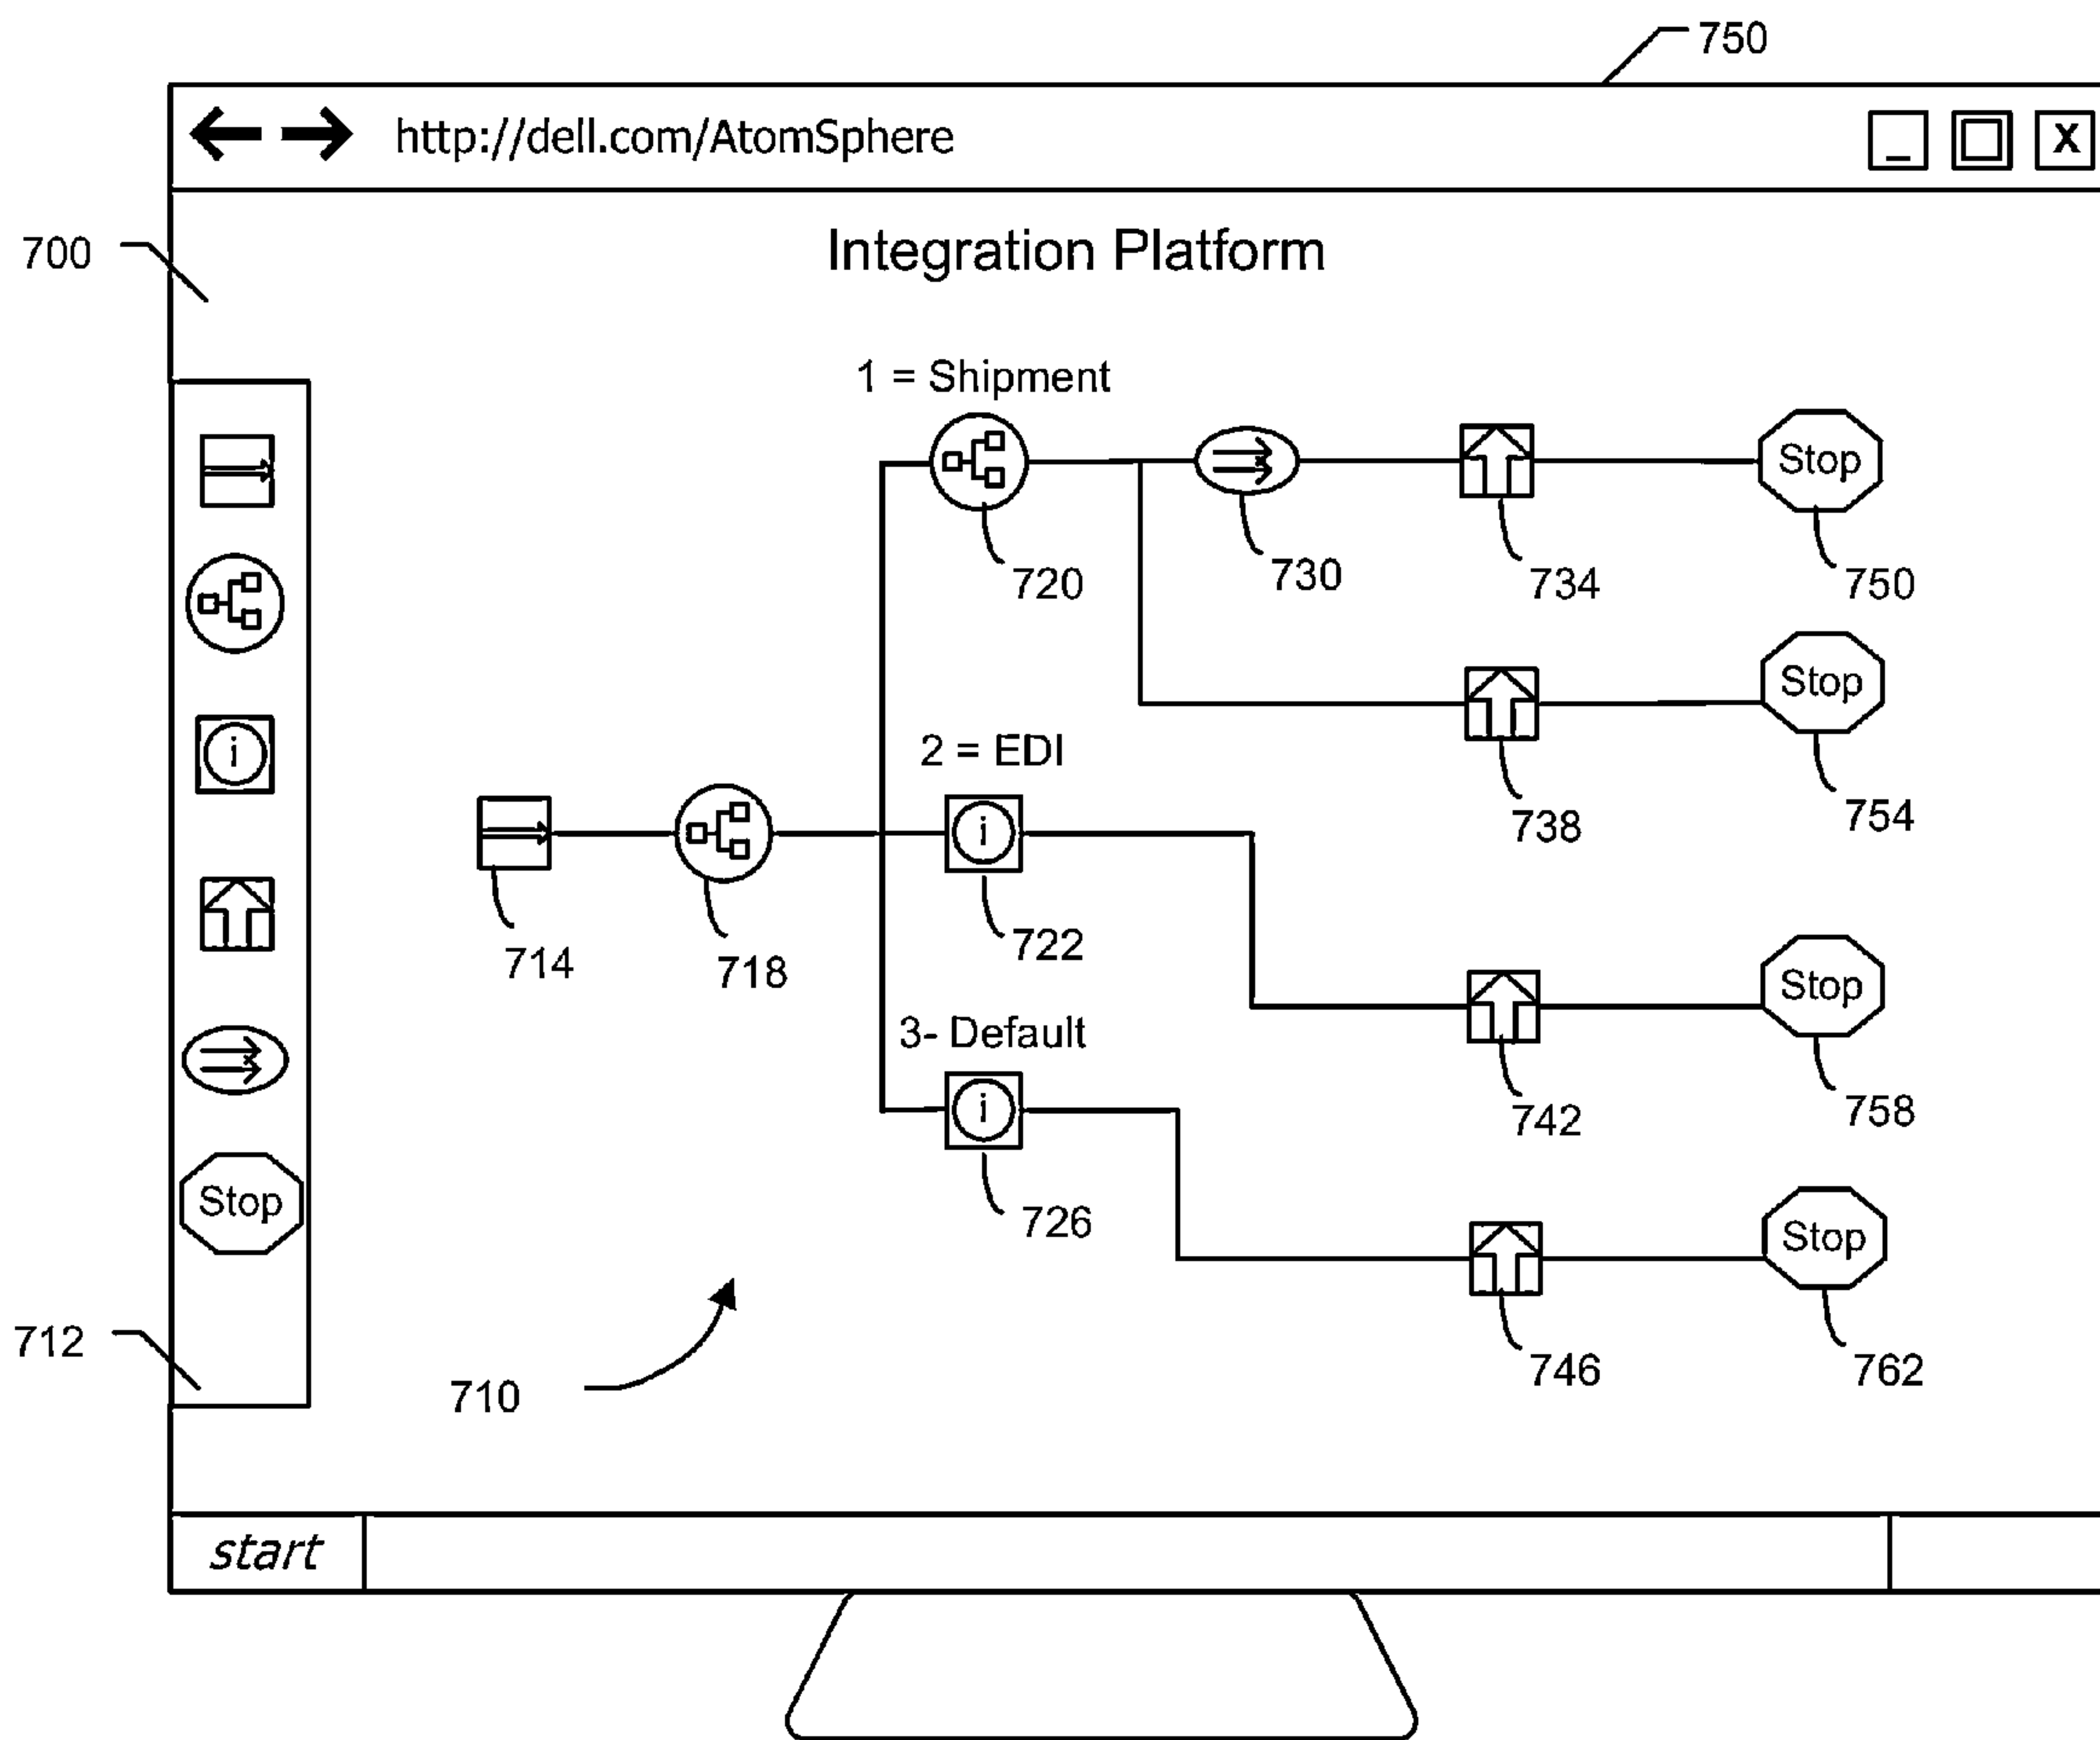 750
http://dell.com/AtomSphere
_ X
700
Integration Platform
1 = Shipment
Stop
720
730
734
750
Stop
2 = EDI
738
754
i
i
722
714
718
Stop
3- Default
742
758
i
Stop
726
Stop
712
710
746
762
start